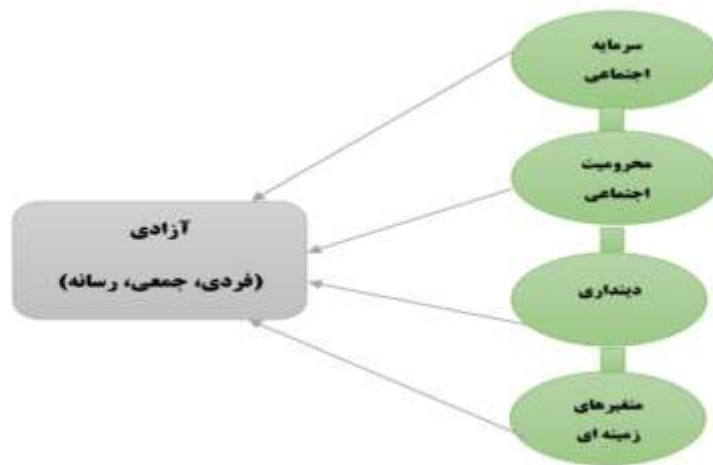 سرمایه
اجتماعی
محرومیت
اجتماعی
آزادی
(فردی، جمعی، رسانه)
دینداری
متغیرهای
زمینه ای